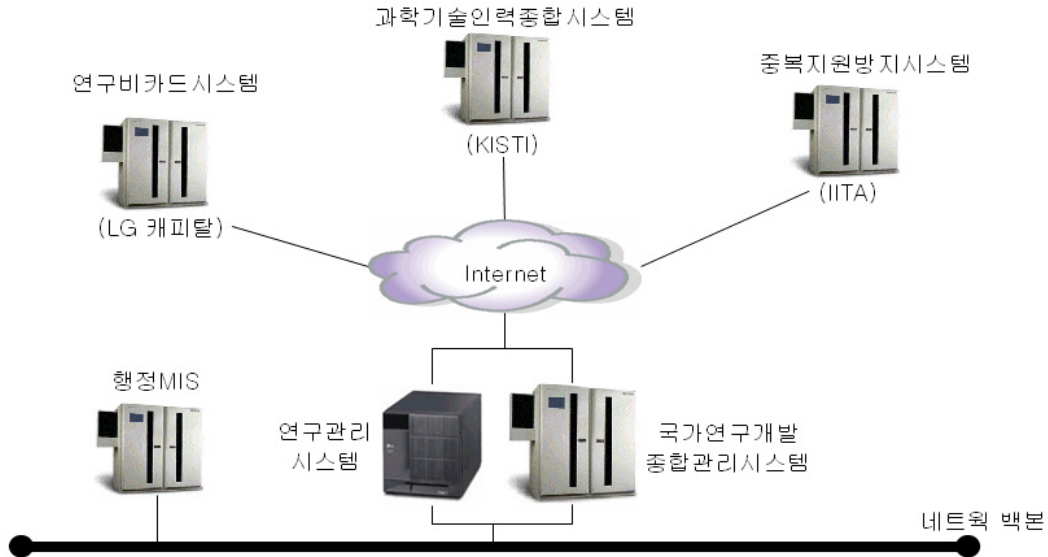 과학기술인력종합시스템
연구비카드시스템
중복지원방지시스템
(KISTI)
(IITA)
(LG 캐피탈)
Internet
행정MIS
연구관리
시스템
국가연구개발
종합관리시스템
네트웍 백본